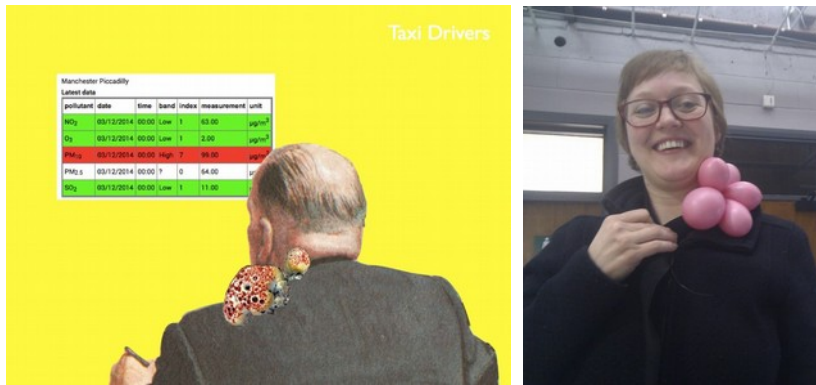 Taxi Drivers
Manchester Piccadilly
Latest data
pollutant date time band index measurement unit
NO2 03/12/2014 00:00 Low 1 63.00 µg/m3
O3 03/12/2014 00:00 Low 1 2.00 µg/m3
PM10 03/12/2014 00:00 High 7 99.00 µg/m3
PM2.5 03/12/2014 00:00 ? 0 64.00
SO2 03/12/2014 00:00 Low 1 11.00